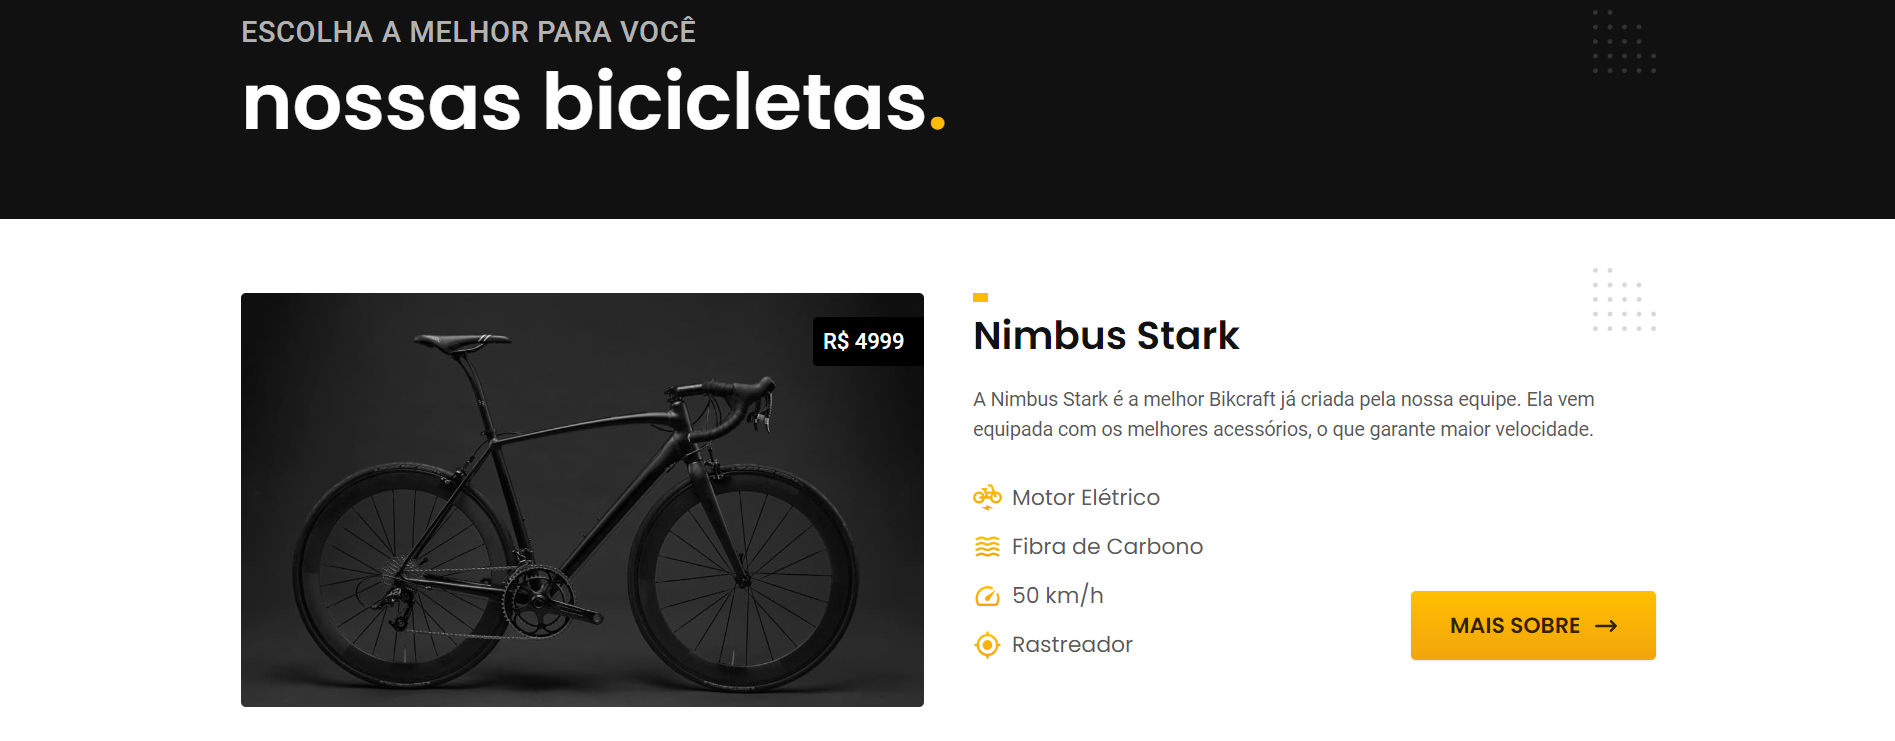 ESCOLHA A MELHOR PARA VOCÊ
nossas bicicletas.
R$ 4999
Nimbus Stark
A Nimbus Stark é a melhor Bikcraft já criada pela nossa equipe. Ela vem
equipada com os melhores acessórios, o que garante maior velocidade.
Motor Elétrico
Fibra de Carbono
50 km/h
Rastreador
MAIS SOBRE →